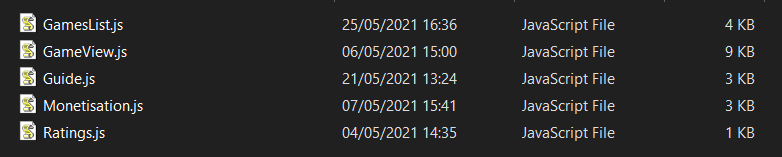 GamesList.js 25/05/2021 16:36 JavaScript File 4 KB
GameView.js 06/05/2021 15:00 JavaScript File 9 KB
Guide.js 21/05/2021 13:24 JavaScript File 3 KB
Monetisation.js 07/05/2021 15:41 JavaScript File 3 KB
Ratings.js 04/05/2021 14:35 JavaScript File 1 KB